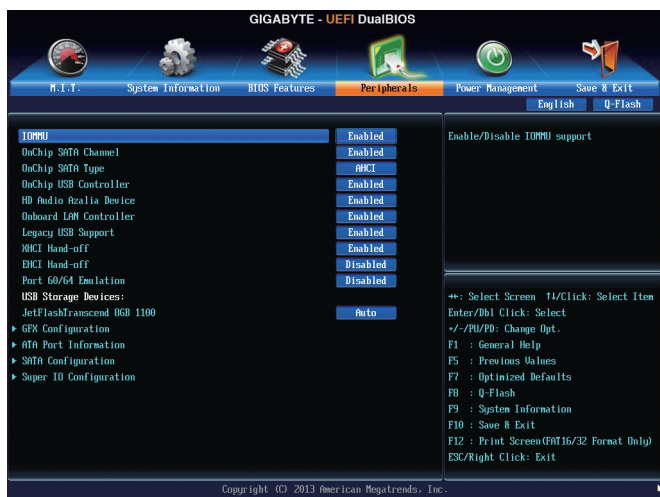 GIGABYTE - UEFI DualBIOS
M.I.T. System Information BIOS Features Peripherals Power Management Save & Exit
English Q-Flash
IOMMU Enabled
OnChip SATA Channel Enabled
OnChip SATA Type AHCI
OnChip USB Controller Enabled
HD Audio Azalia Device Enabled
Onboard LAN Controller Enabled
Legacy USB Support Enabled
XHCI Hand-off Enabled
EHCI Hand-off Disabled
Port 60/64 Emulation Disabled
USB Storage Devices:
JetFlashTranscend 8GB 1100 Auto
GFX Configuration
ATA Port Information
SATA Configuration
Super IO Configuration
Enable/Disable IOMMU support
→←: Select Screen ↑↓/Click: Select Item
Enter/Dbl Click: Select
+/-/PU/PD: Change Opt.
F1 : General Help
F5 : Previous Values
F7 : Optimized Defaults
F8 : Q-Flash
F9 : System Information
F10 : Save & Exit
F12 : Print Screen(FAT16/32 Format Only)
ESC/Right Click: Exit
Copyright (C) 2013 American Megatrends, Inc.